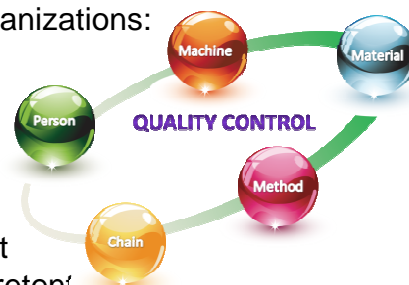 anizations:
Machine
Material
Person
QUALITY CONTROL
Method
Chain
t